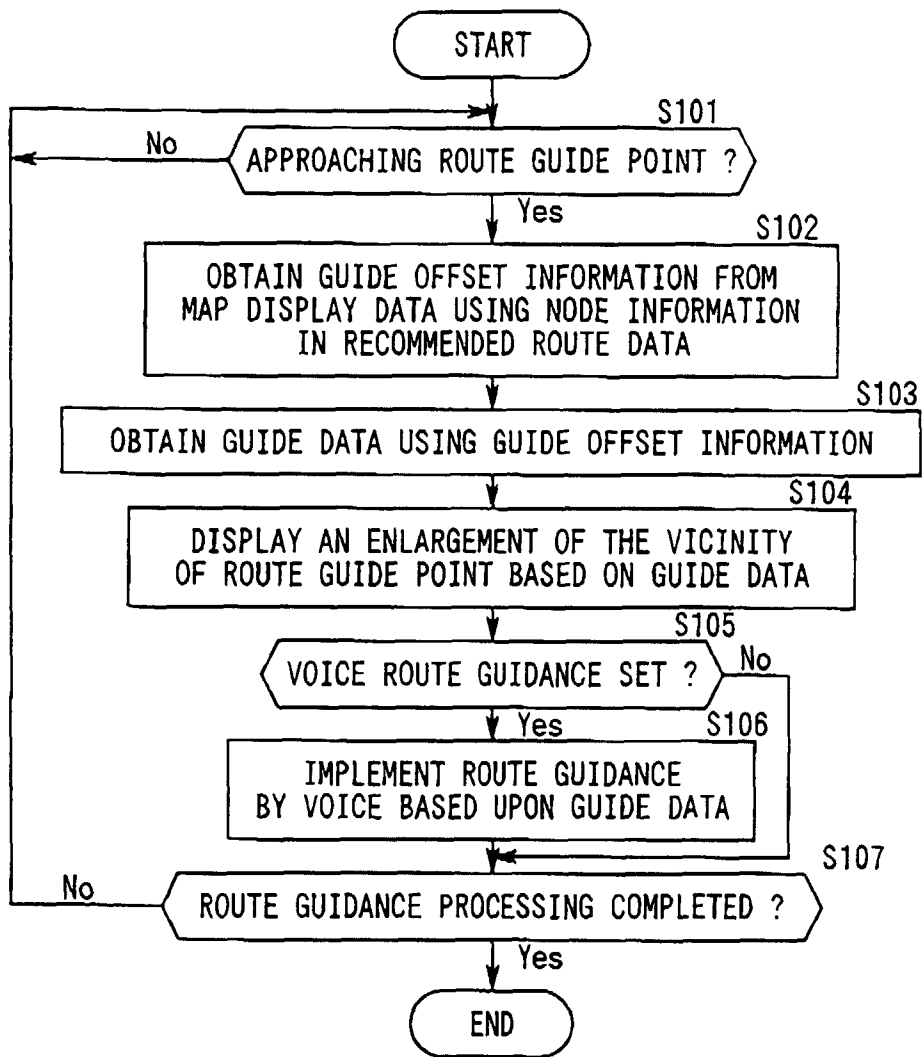 START
S101
No
APPROACHING ROUTE GUIDE POINT ?
Yes
S102
OBTAIN GUIDE OFFSET INFORMATION FROM
MAP DISPLAY DATA USING NODE INFORMATION
IN RECOMMENDED ROUTE DATA
S103
OBTAIN GUIDE DATA USING GUIDE OFFSET INFORMATION
S104
DISPLAY AN ENLARGEMENT OF THE VICINITY
OF ROUTE GUIDE POINT BASED ON GUIDE DATA
S105
VOICE ROUTE GUIDANCE SET ?
No
Yes
S106
IMPLEMENT ROUTE GUIDANCE
BY VOICE BASED UPON GUIDE DATA
S107
No
ROUTE GUIDANCE PROCESSING COMPLETED ?
Yes
END